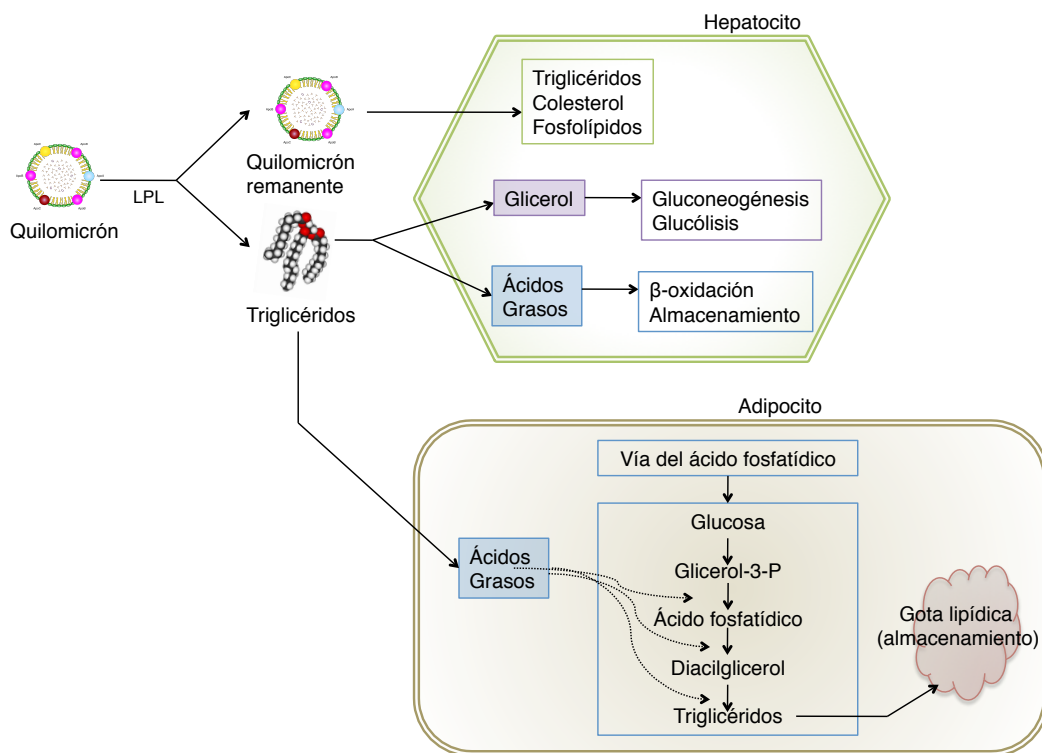 Hepatocito
Triglicéridos
Colesterol
Fosfolípidos
Quilomicrón
remanente
LPL
Quilomicrón
Glicerol
Gluconeogénesis
Glucólisis
Ácidos
Grasos
β-oxidación
Almacenamiento
Triglicéridos
Adipocito
Vía del ácido fosfatídico
Glucosa
Ácidos
Grasos
Glicerol-3-P
Ácido fosfatídico
Diacilglicerol
Triglicéridos
Gota lipídica
(almacenamiento)